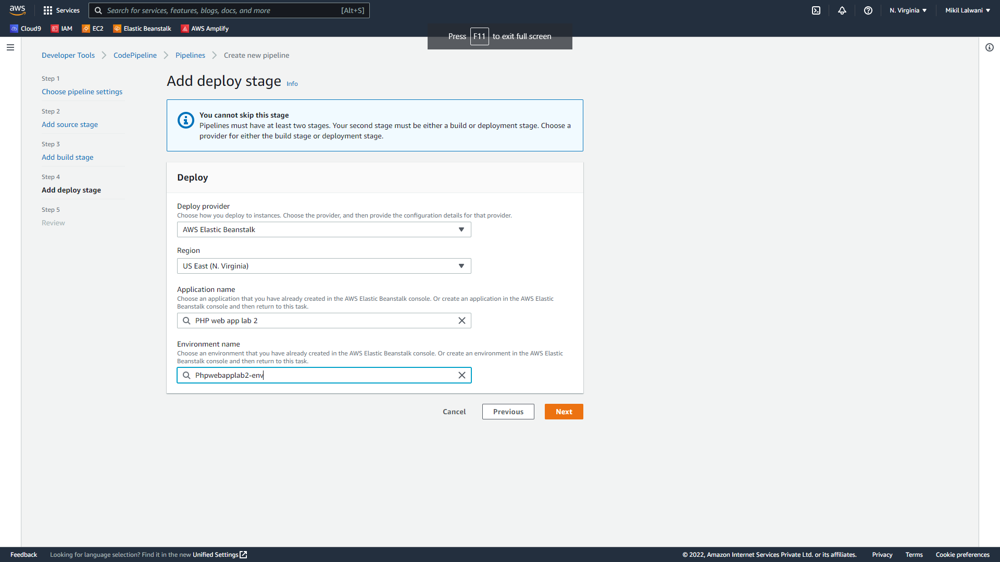 aws
Services
Search for services, features, blogs, docs, and more
[Alt+S]
N. Virginia
Mikil Lalwani
Cloud9
IAM
EC2
Elastic Beanstalk
AWS Amplify
Press F11 to exit full screen
Developer Tools
CodePipeline
Pipelines
Create new pipeline
Step 1
Choose pipeline settings
Step 2
Add source stage
Step 3
Add build stage
Step 4
Add deploy stage
Step 5
Review
Add deploy stage Info
You cannot skip this stage
Pipelines must have at least two stages. Your second stage must be either a build or deployment stage. Choose a
provider for either the build stage or deployment stage.
Deploy
Deploy provider
Choose how you deploy to instances. Choose the provider, and then provide the configuration details for that provider.
AWS Elastic Beanstalk
Region
US East (N. Virginia)
Application name
Choose an application that you have already created in the AWS Elastic Beanstalk console. Or create an application in the AWS Elastic
Beanstalk console and then return to this task.
PHP web app lab 2
Environment name
Choose an environment that you have already created in the AWS Elastic Beanstalk console. Or create an environment in the AWS Elastic
Beanstalk console and then return to this task.
Phpwebapplab2-env
Cancel
Previous
Next
Feedback
Looking for language selection? Find it in the new Unified Settings
© 2022, Amazon Internet Services Private Ltd. or its affiliates.
Privacy
Terms
Cookie preferences